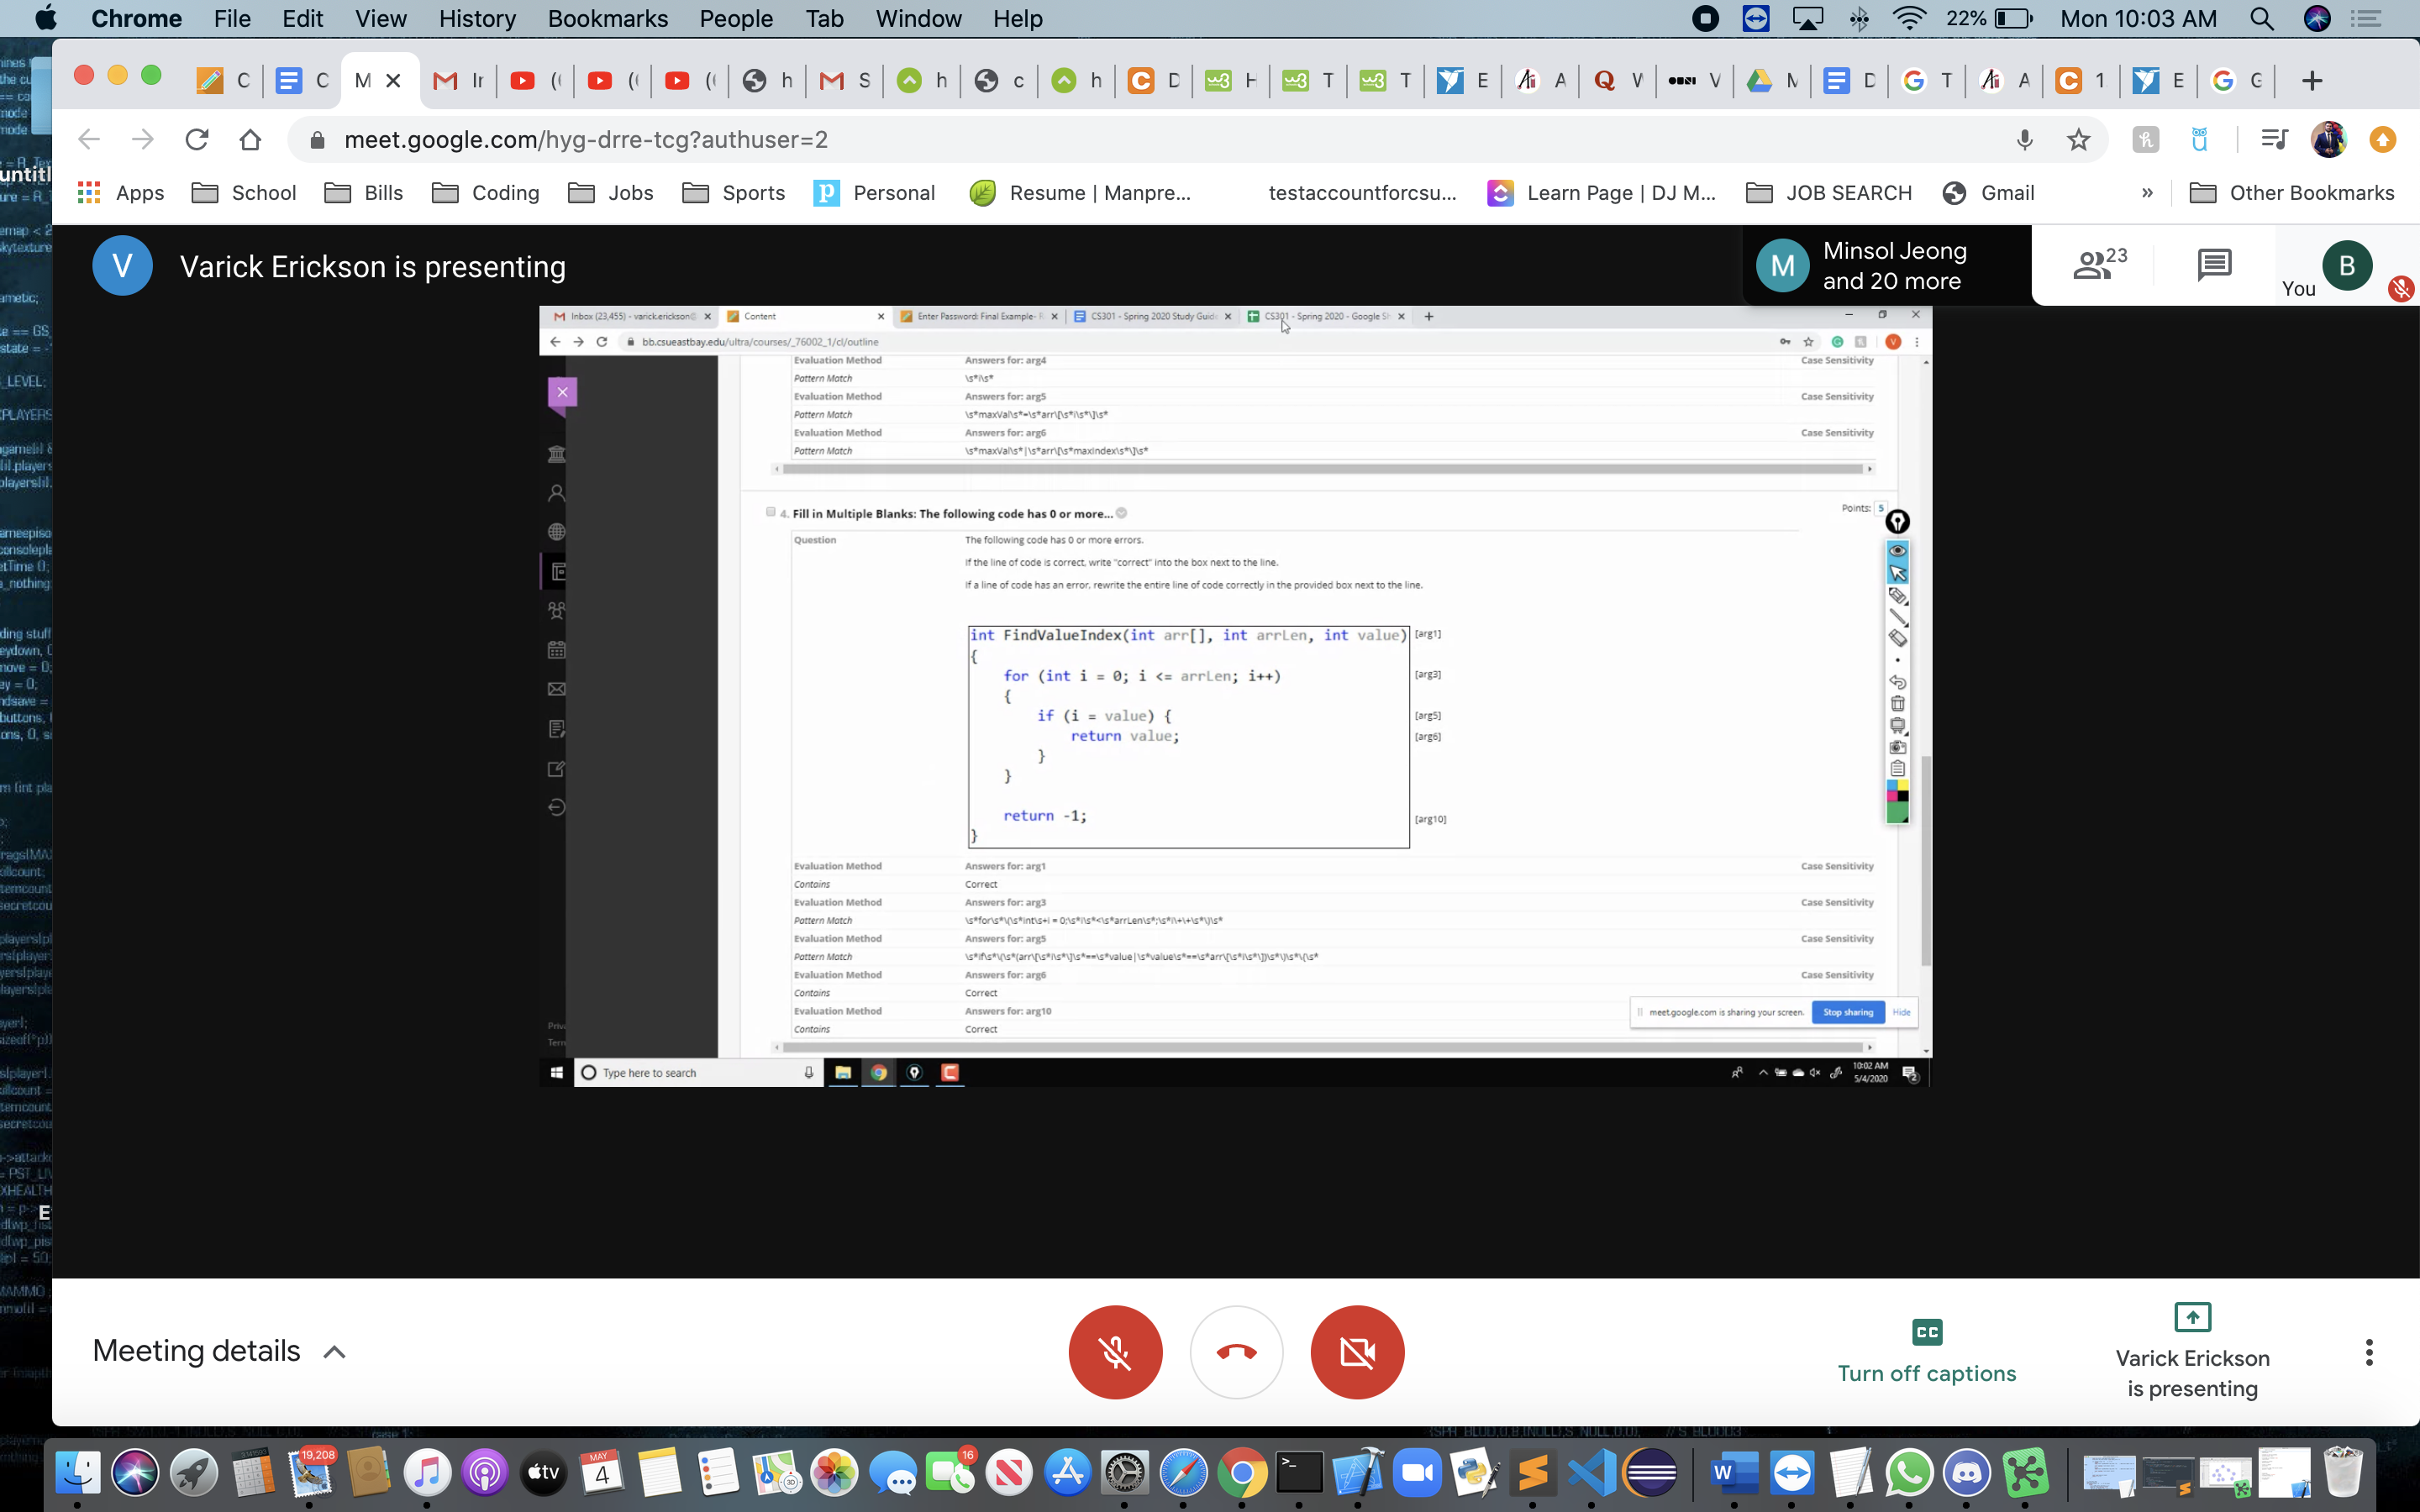 Chrome File Edit View History Bookmarks People Tab Window Help 22% Mon 10:03 AM
meet.google.com/hyg-drre-tcg?authuser=2
Apps School Bills Coding Jobs Sports Personal Resume | Manpre... testaccountforcsu... Learn Page | DJ M... JOB SEARCH Gmail » Other Bookmarks
V Varick Erickson is presenting
M Minsol Jeong
and 20 more
23
You B
Inbox (23,455) - varick.erickson@ Content Enter Password: Final Example- CS301 - Spring 2020 Study Guid CS301 - Spring 2020 - Google Sh
bb.csueastbay.edu/ultra/courses/_76002_1/cl/outline
Evaluation Method Answers for: arg4 Case Sensitivity
Pattern Match \s*i\s*
Evaluation Method Answers for: arg5 Case Sensitivity
Pattern Match \s*maxVal\s*=\s*arr\[\s*i\s*\]\s*
Evaluation Method Answers for: arg6 Case Sensitivity
Pattern Match \s*maxVal\s*|\s*arr\[\s*maxIndex\s*\]\s*
4. Fill in Multiple Blanks: The following code has 0 or more... Points: 5
Question The following code has 0 or more errors.
If the line of code is correct, write "correct" into the box next to the line.
If a line of code has an error, rewrite the entire line of code correctly in the provided box next to the line.
int FindValueIndex(int arr[], int arrLen, int value) [arg1]
{
for (int i = 0; i <= arrLen; i++) [arg3]
{
if (i = value) { [arg5]
return value; [arg6]
}
}
return -1; [arg10]
}
Evaluation Method Answers for: arg1 Case Sensitivity
Contains Correct
Evaluation Method Answers for: arg3 Case Sensitivity
Pattern Match \s*for\s*\(\s*int\s+i = 0;\s*i\s*<\s*arrLen\s*;\s*i\+\+\s*\)\s*
Evaluation Method Answers for: arg5 Case Sensitivity
Pattern Match \s*if\s*\(\s*(arr\[\s*i\s*\]\s*==\s*value|\s*value\s*==\s*arr\[\s*i\s*\])\s*\)\s*\{\s*
Evaluation Method Answers for: arg6 Case Sensitivity
Contains Correct
Evaluation Method Answers for: arg10 Case Sensitivity
Contains Correct
meet.google.com is sharing your screen. Stop sharing Hide
Type here to search
10:02 AM
5/4/2020
Meeting details
CC
Turn off captions
Varick Erickson
is presenting
19,208
MAY
4
tv
16